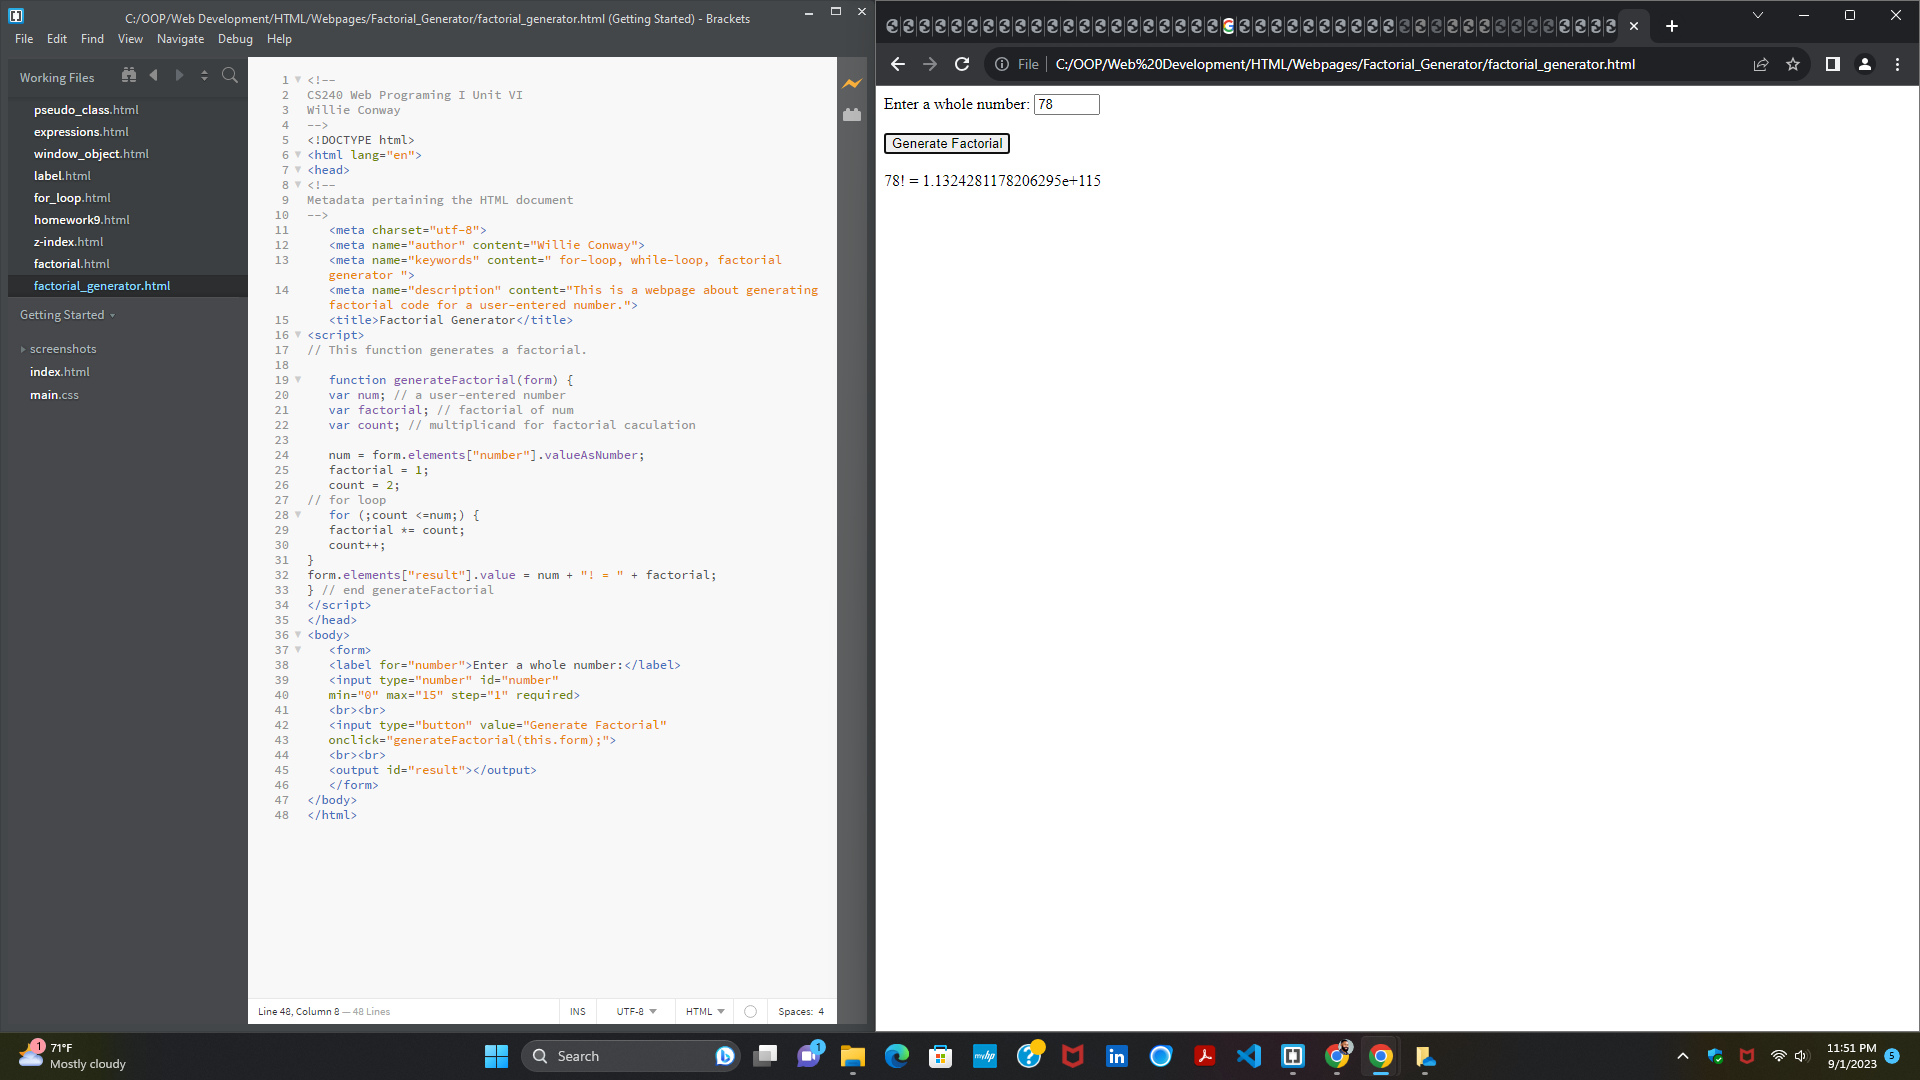 C:/OOP/Web Development/HTML/Webpages/Factorial_Generator/factorial_generator.html (Getting Started) - Brackets
File Edit Find View Navigate Debug Help
Working Files
pseudo_class.html
expressions.html
window_object.html
label.html
for_loop.html
homework9.html
z-index.html
factorial.html
factorial_generator.html
Getting Started
screenshots
index.html
main.css
1 <!--
2 CS240 Web Programing I Unit VI
3 Willie Conway
4 -->
5 <!DOCTYPE html>
6 <html lang="en">
7 <head>
8 <!--
9 Metadata pertaining the HTML document
10 -->
11 <meta charset="utf-8">
12 <meta name="author" content="Willie Conway">
13 <meta name="keywords" content=" for-loop, while-loop, factorial
generator ">
14 <meta name="description" content="This is a webpage about generating
factorial code for a user-entered number.">
15 <title>Factorial Generator</title>
16 <script>
17 // This function generates a factorial.
18
19 function generateFactorial(form) {
20 var num; // a user-entered number
21 var factorial; // factorial of num
22 var count; // multiplicand for factorial caculation
23
24 num = form.elements["number"].valueAsNumber;
25 factorial = 1;
26 count = 2;
27 // for loop
28 for (;count <=num;) {
29 factorial *= count;
30 count++;
31 }
32 form.elements["result"].value = num + "! = " + factorial;
33 } // end generateFactorial
34 </script>
35 </head>
36 <body>
37 <form>
38 <label for="number">Enter a whole number:</label>
39 <input type="number" id="number"
40 min="0" max="15" step="1" required>
41 <br><br>
42 <input type="button" value="Generate Factorial"
43 onclick="generateFactorial(this.form);">
44 <br><br>
45 <output id="result"></output>
46 </form>
47 </body>
48 </html>
Line 48, Column 8 — 48 Lines
INS UTF-8 HTML Spaces: 4
File C:/OOP/Web%20Development/HTML/Webpages/Factorial_Generator/factorial_generator.html
Enter a whole number: 78
Generate Factorial
78! = 1.1324281178206295e+115
1
71°F
Mostly cloudy
Search
1
myhp
11:51 PM
9/1/2023
5